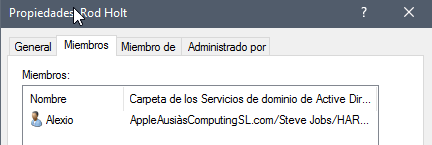 Propiedades: Rod Holt ? ×
General Miembros Miembro de Administrado por
Miembros:
Nombre Carpeta de los Servicios de dominio de Active Dir...
Alexio AppleAusiàsComputingSL.com/Steve Jobs/HAR...